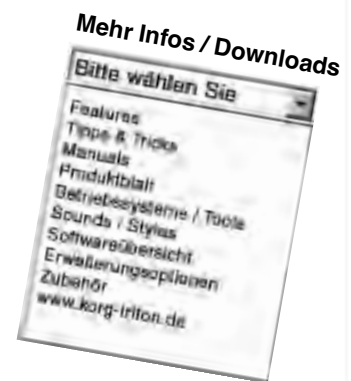 Mehr Infos / Downloads
Bitte wählen Sie
Features
Tipps & Tricks
Manuals
Produktblatt
Betriebssysteme / Tools
Sounds / Styles
Softwareübersicht
Erweiterungsoptionen
Zubehör
www.korg-triton.de